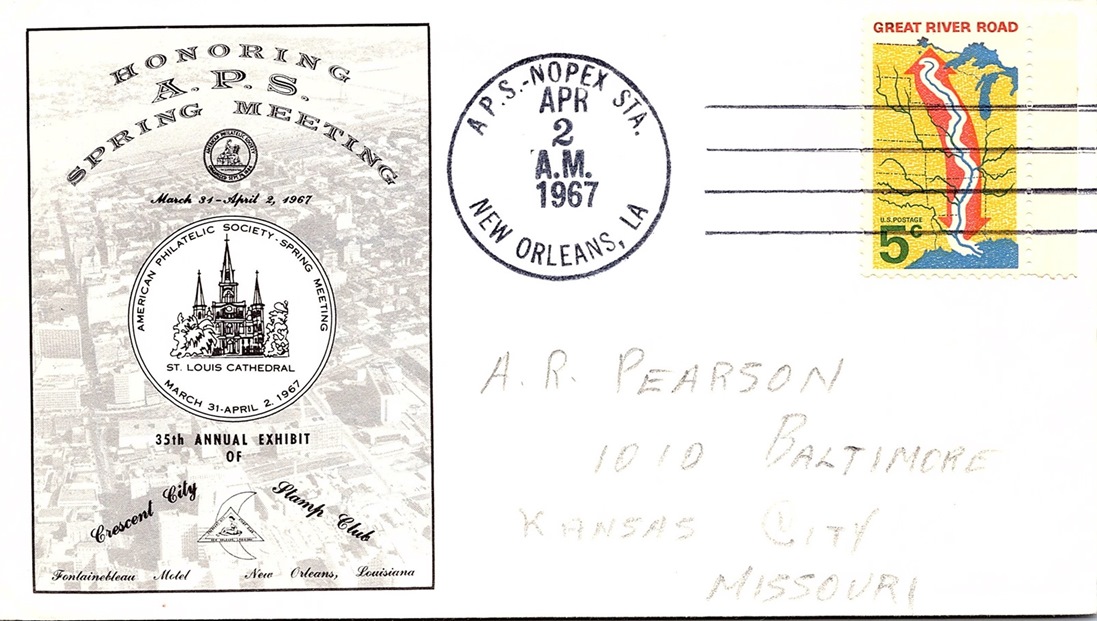 HONORING
A.P.S.
SPRING MEETING
March 31-April 2, 1967
AMERICAN PHILATELIC SOCIETY-SPRING MEETING
ST. LOUIS CATHEDRAL
MARCH 31-APRIL 2, 1967
35th ANNUAL EXHIBIT
OF
Crescent City Stamp Club
Fontainebleau Motel New Orleans, Louisiana
A.P.S.-NOPEX STA.
APR
2
A.M.
1967
NEW ORLEANS, LA
GREAT RIVER ROAD
U.S. POSTAGE
5c
A. R. PEARSON
1010 BALTIMORE
KANSAS CITY
MISSOURI